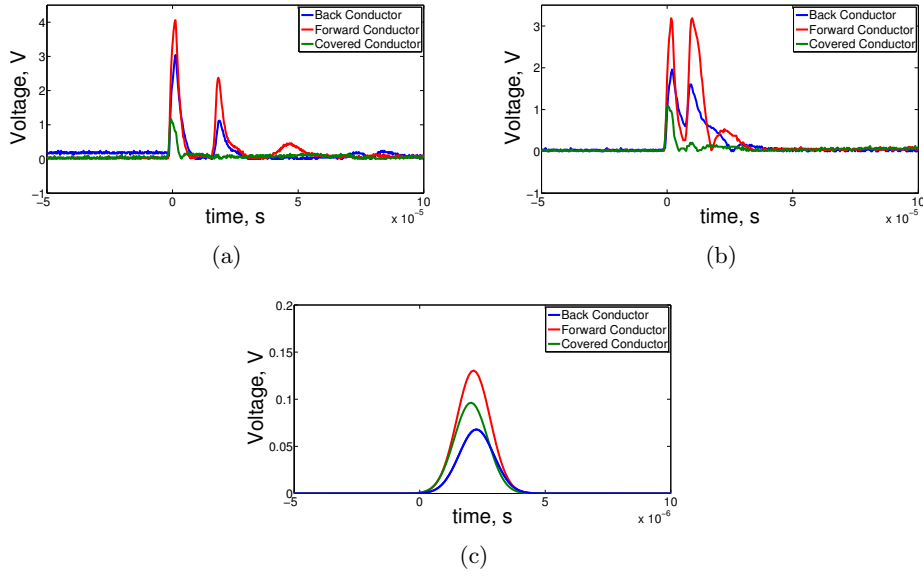 Back Conductor
Forward Conductor
Covered Conductor
Voltage, V
4
3
2
1
0
−1
−5
0
5
10
x 10⁻⁵
time, s
(a)
Back Conductor
Forward Conductor
Covered Conductor
Voltage, V
3
2
1
0
−1
−5
0
5
10
x 10⁻⁵
time, s
(b)
Back Conductor
Forward Conductor
Covered Conductor
Voltage, V
0.2
0.15
0.1
0.05
0
−5
0
5
10
x 10⁻⁶
time, s
(c)